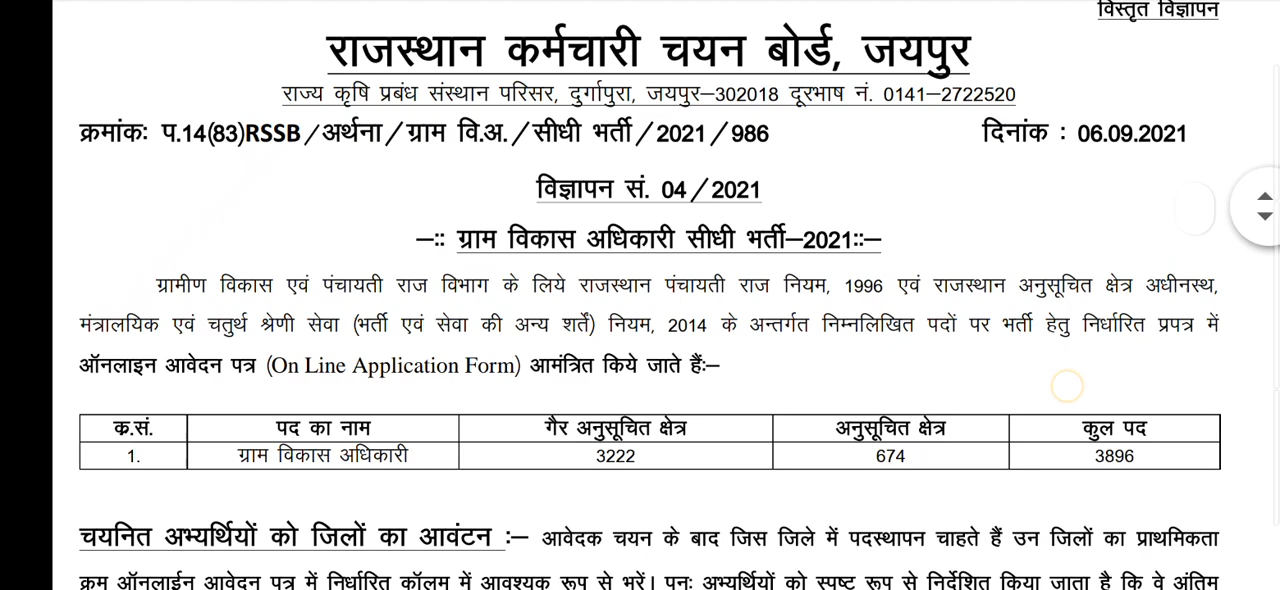 विस्तृत विज्ञापन
राजस्थान कर्मचारी चयन बोर्ड, जयपुर
राज्य कृषि प्रबंध संस्थान परिसर, दुर्गापुरा, जयपुर–302018 दूरभाष नं. 0141–2722520
क्रमांक: प.14(83)RSSB/अर्थना/ग्राम वि.अ./सीधी भर्ती/2021/986 दिनांक : 06.09.2021
विज्ञापन सं. 04/2021
–:: ग्राम विकास अधिकारी सीधी भर्ती–2021::–
ग्रामीण विकास एवं पंचायती राज विभाग के लिये राजस्थान पंचायती राज नियम, 1996 एवं राजस्थान अनुसूचित क्षेत्र अधीनस्थ,
मंत्रालयिक एवं चतुर्थ श्रेणी सेवा (भर्ती एवं सेवा की अन्य शर्तें) नियम, 2014 के अन्तर्गत निम्नलिखित पदों पर भर्ती हेतु निर्धारित प्रपत्र में
ऑनलाइन आवेदन पत्र (On Line Application Form) आमंत्रित किये जाते हैं:–
क.सं. पद का नाम गैर अनुसूचित क्षेत्र अनुसूचित क्षेत्र कुल पद
1. ग्राम विकास अधिकारी 3222 674 3896
चयनित अभ्यर्थियों को जिलों का आवंटन :– आवेदक चयन के बाद जिस जिले में पदस्थापन चाहते हैं उन जिलों का प्राथमिकता
क्रम ऑनलाईन आवेदन पत्र में निर्धारित कॉलम में आवश्यक रूप से भरें। पुनः अभ्यर्थियों को स्पष्ट रूप से निर्देशित किया जाता है कि वे अंतिम